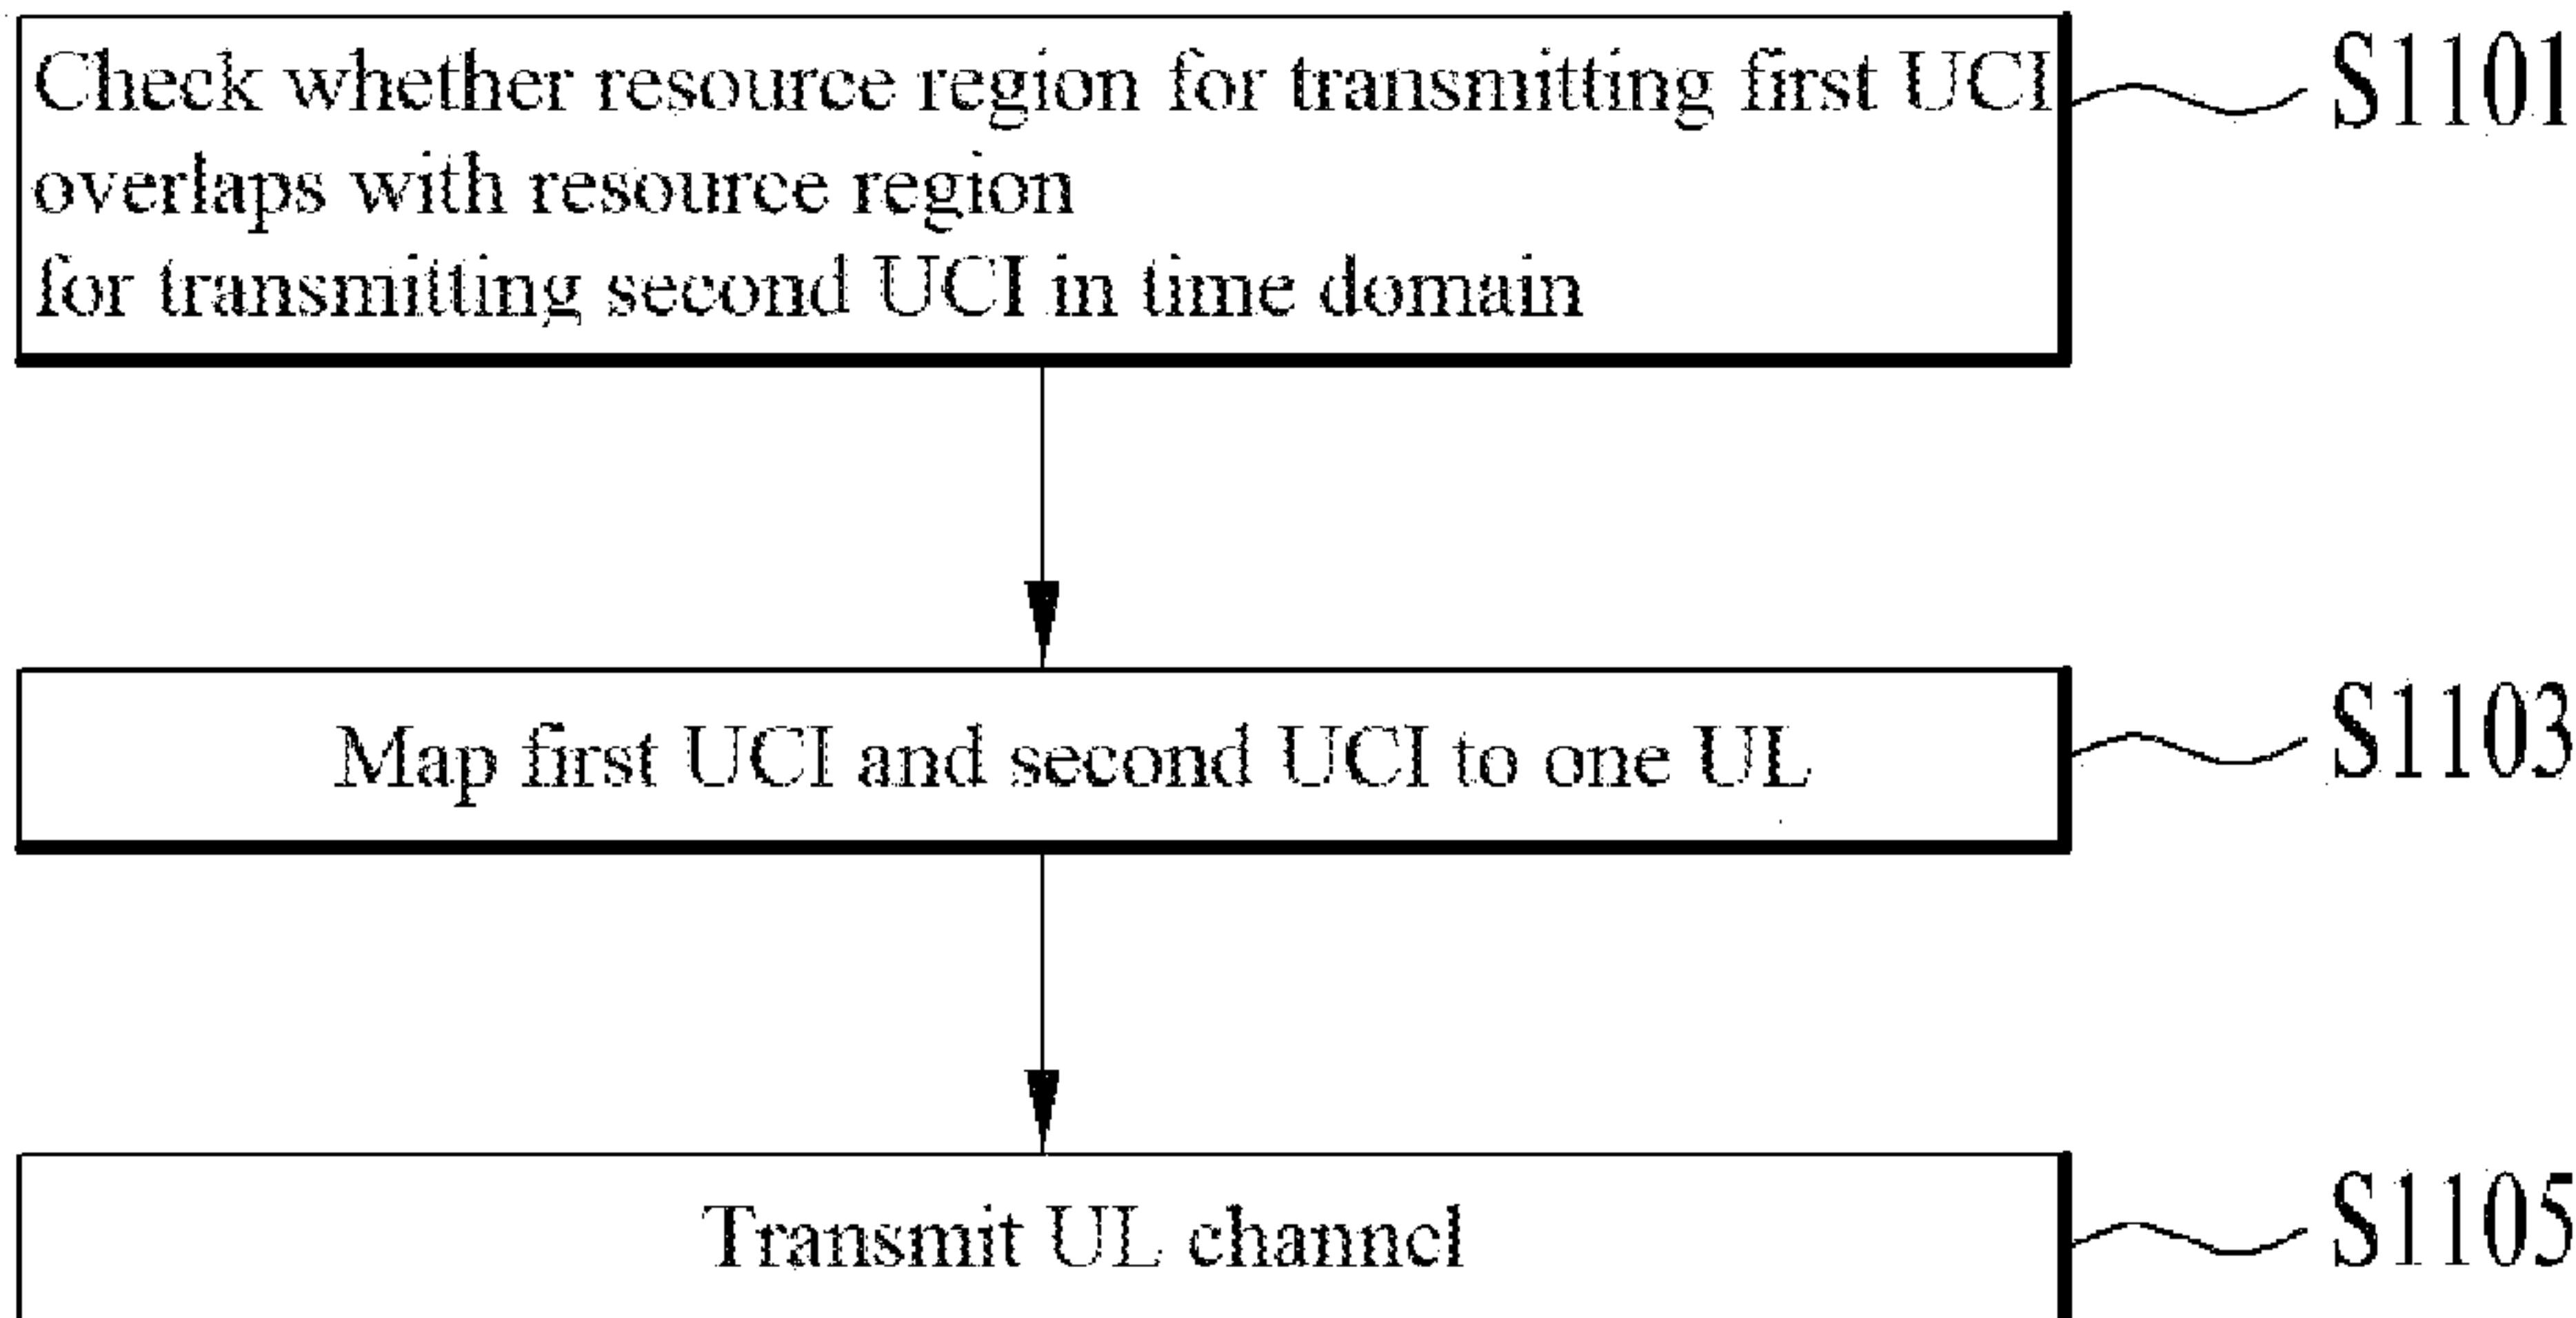 Check whether resource region for transmitting first UCI
overlaps with resource region
for transmitting second UCI in time domain
S1101
Map first UCI and second UCI to one UL
S1103
Transmit UL channel
S1105